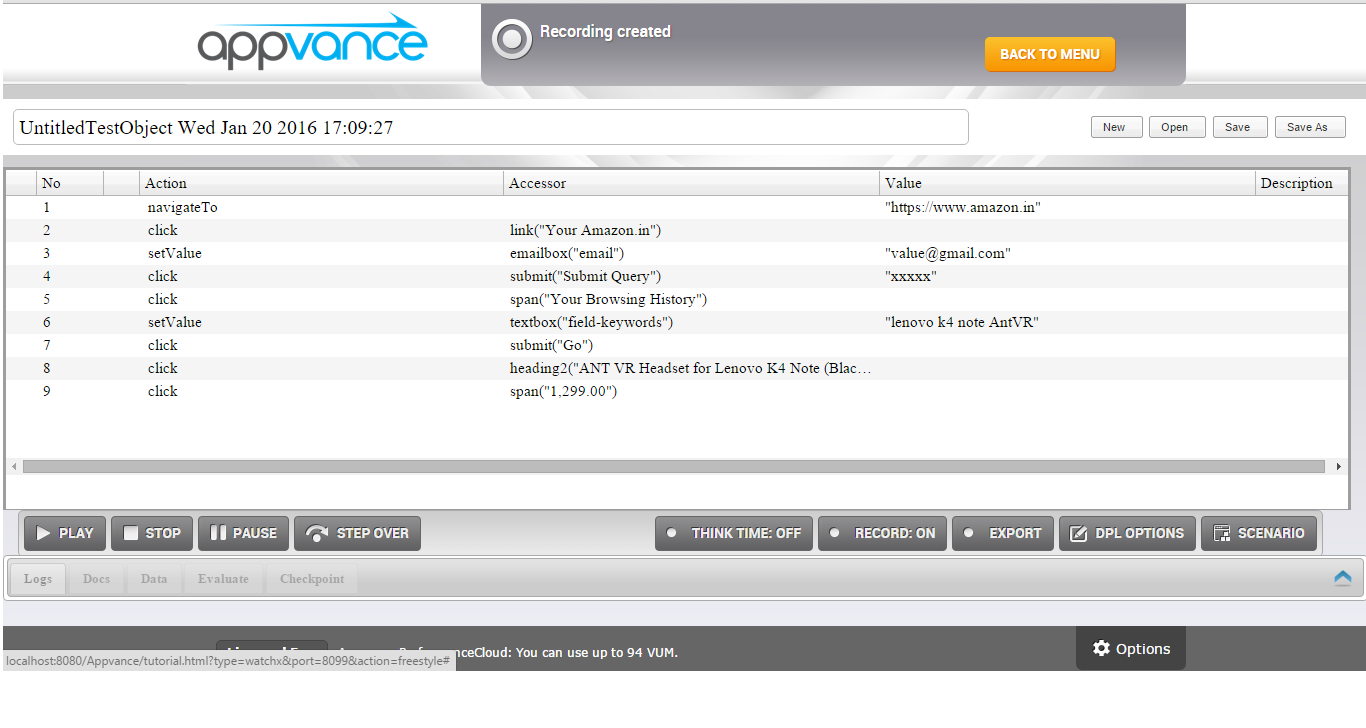 appvance
Recording created
BACK TO MENU
UntitledTestObject Wed Jan 20 2016 17:09:27
New Open Save Save As
No Action Accessor Value Description
1 navigateTo "https://www.amazon.in"
2 click link("Your Amazon.in")
3 setValue emailbox("email") "value@gmail.com"
4 click submit("Submit Query") "xxxxx"
5 click span("Your Browsing History")
6 setValue textbox("field-keywords") "lenovo k4 note AntVR"
7 click submit("Go")
8 click heading2("ANT VR Headset for Lenovo K4 Note (Blac...
9 click span("1,299.00")
PLAY STOP PAUSE STEP OVER THINK TIME: OFF RECORD: ON EXPORT DPL OPTIONS SCENARIO
Logs Docs Data Evaluate Checkpoint
nceCloud: You can use up to 94 VUM.
Options
localhost:8080/Appvance/tutorial.html?type=watchx&port=8099&action=freestyle#